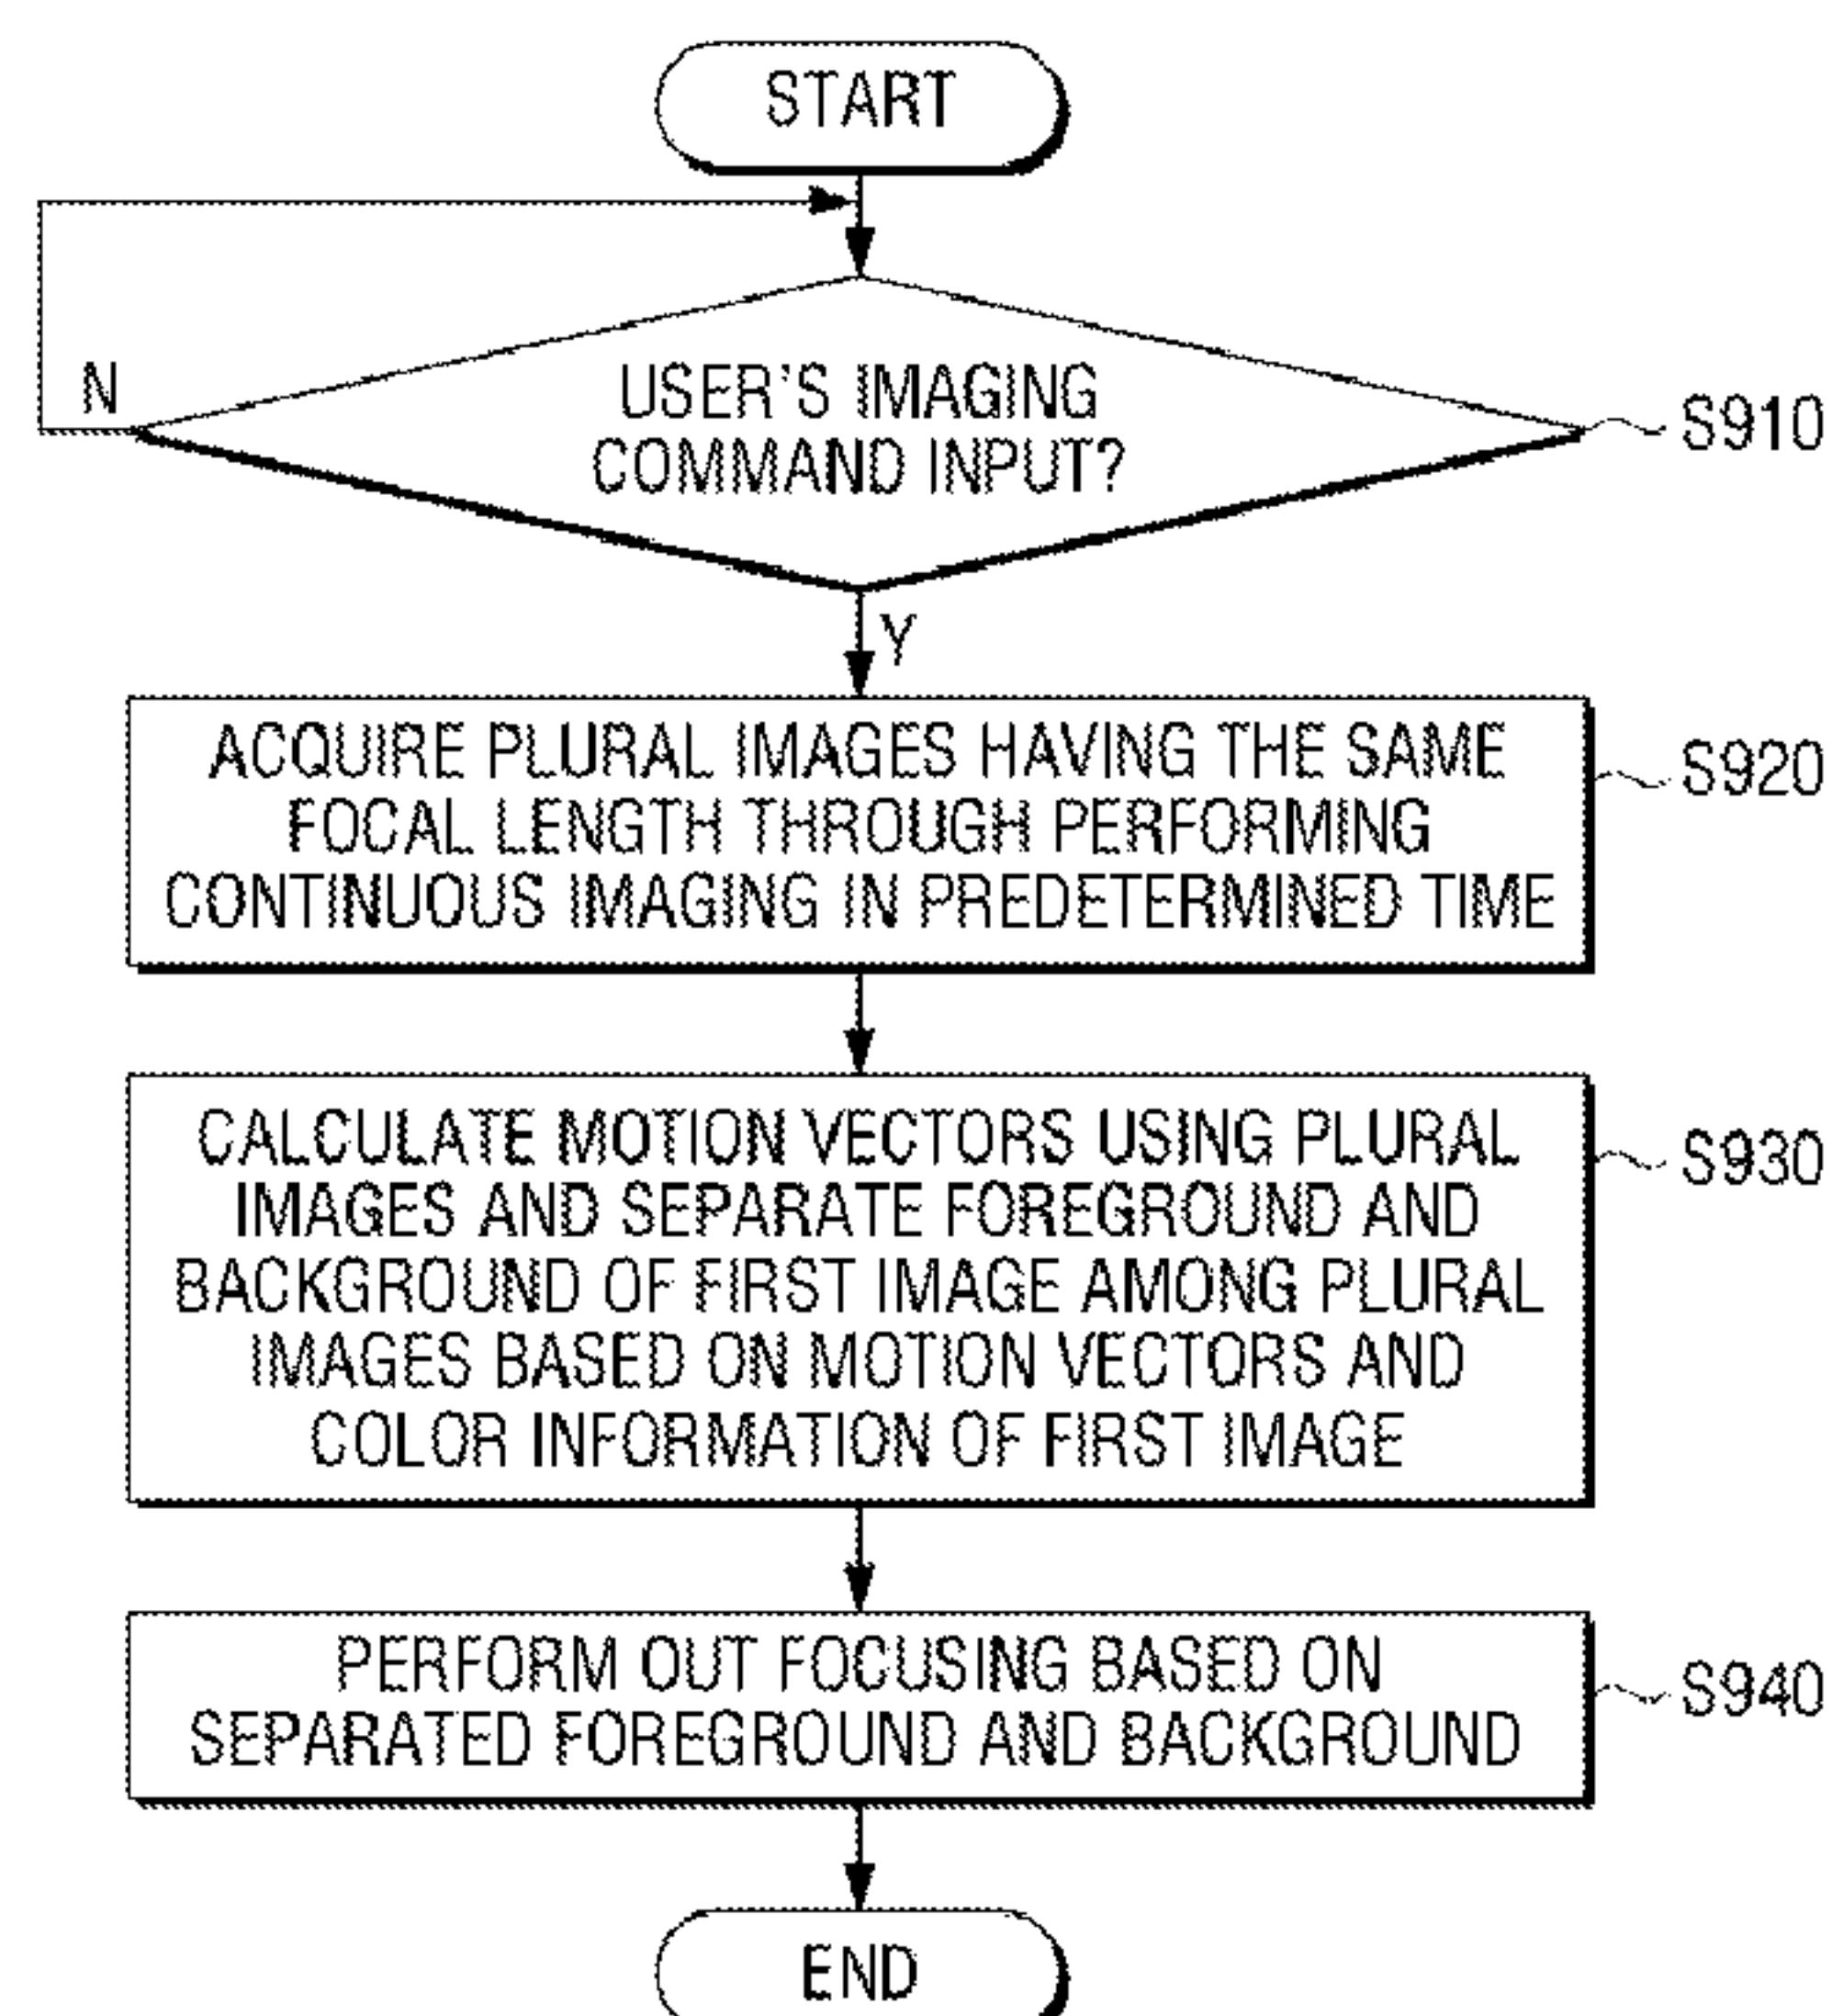 START
N
USER'S IMAGING
COMMAND INPUT?
S910
Y
ACQUIRE PLURAL IMAGES HAVING THE SAME
FOCAL LENGTH THROUGH PERFORMING
CONTINUOUS IMAGING IN PREDETERMINED TIME
S920
CALCULATE MOTION VECTORS USING PLURAL
IMAGES AND SEPARATE FOREGROUND AND
BACKGROUND OF FIRST IMAGE AMONG PLURAL
IMAGES BASED ON MOTION VECTORS AND
COLOR INFORMATION OF FIRST IMAGE
S930
PERFORM OUT FOCUSING BASED ON
SEPARATED FOREGROUND AND BACKGROUND
S940
END